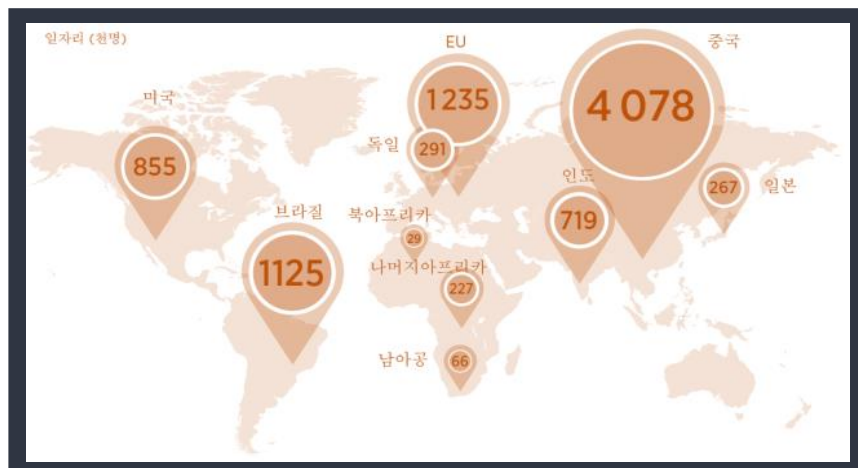 일자리 (천명)
EU
중국
미국
1235
4 078
독일
291
855
인도
267
일본
브라질
북아프리카
719
29
1125
나머지아프리카
227
남아공
66